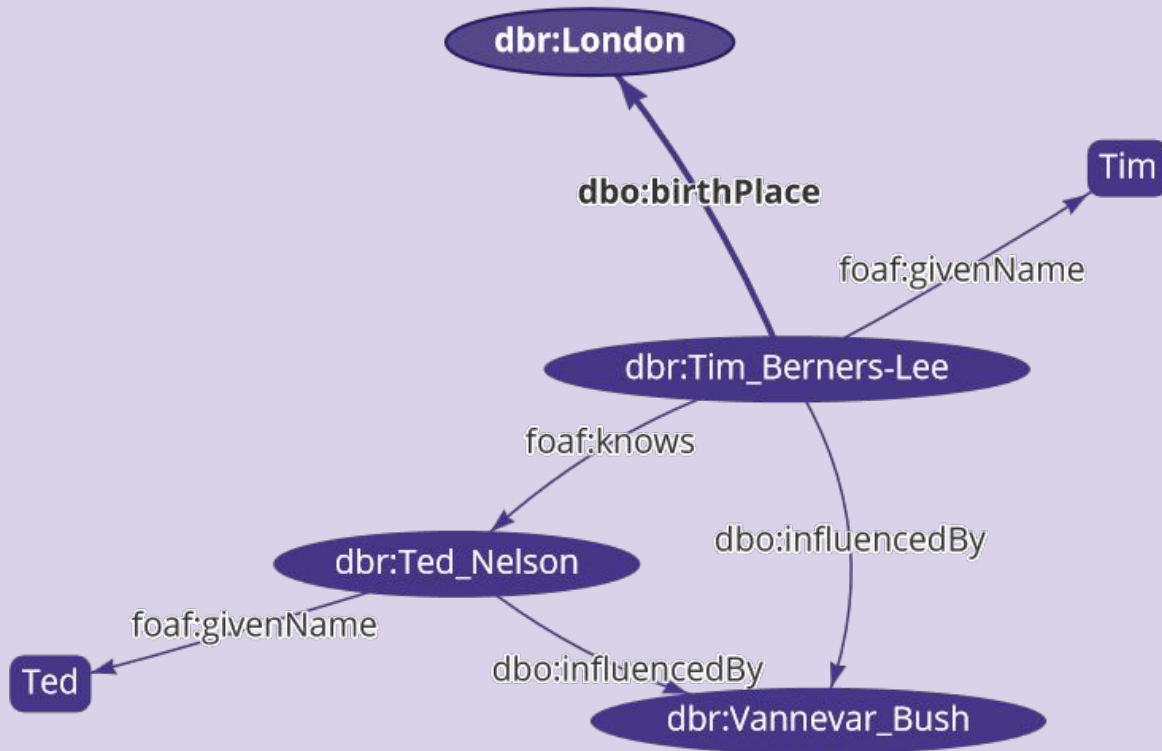 dbr:London
Tim
dbo:birthPlace
foaf:givenName
dbr:Tim_Berners-Lee
foaf:knows
dbo:influencedBy
dbr:Ted_Nelson
foaf:givenName
dbo:influencedBy
Ted
dbr:Vannevar_Bush